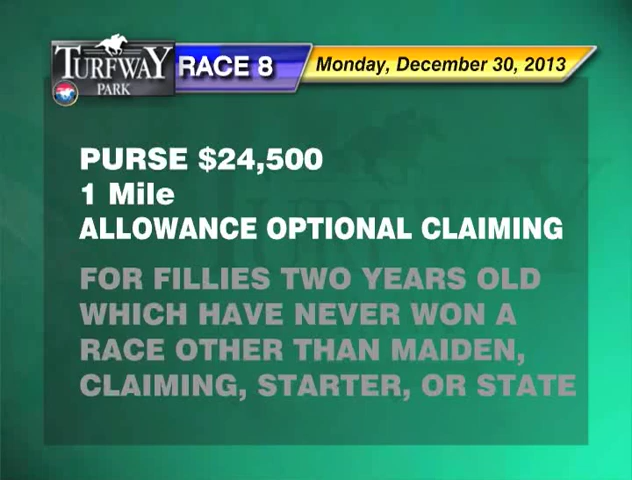 TURFWAY
PARK
RACE 8
Monday, December 30, 2013
PURSE $24,500
1 Mile
ALLOWANCE OPTIONAL CLAIMING
FOR FILLIES TWO YEARS OLD
WHICH HAVE NEVER WON A
RACE OTHER THAN MAIDEN,
CLAIMING, STARTER, OR STATE